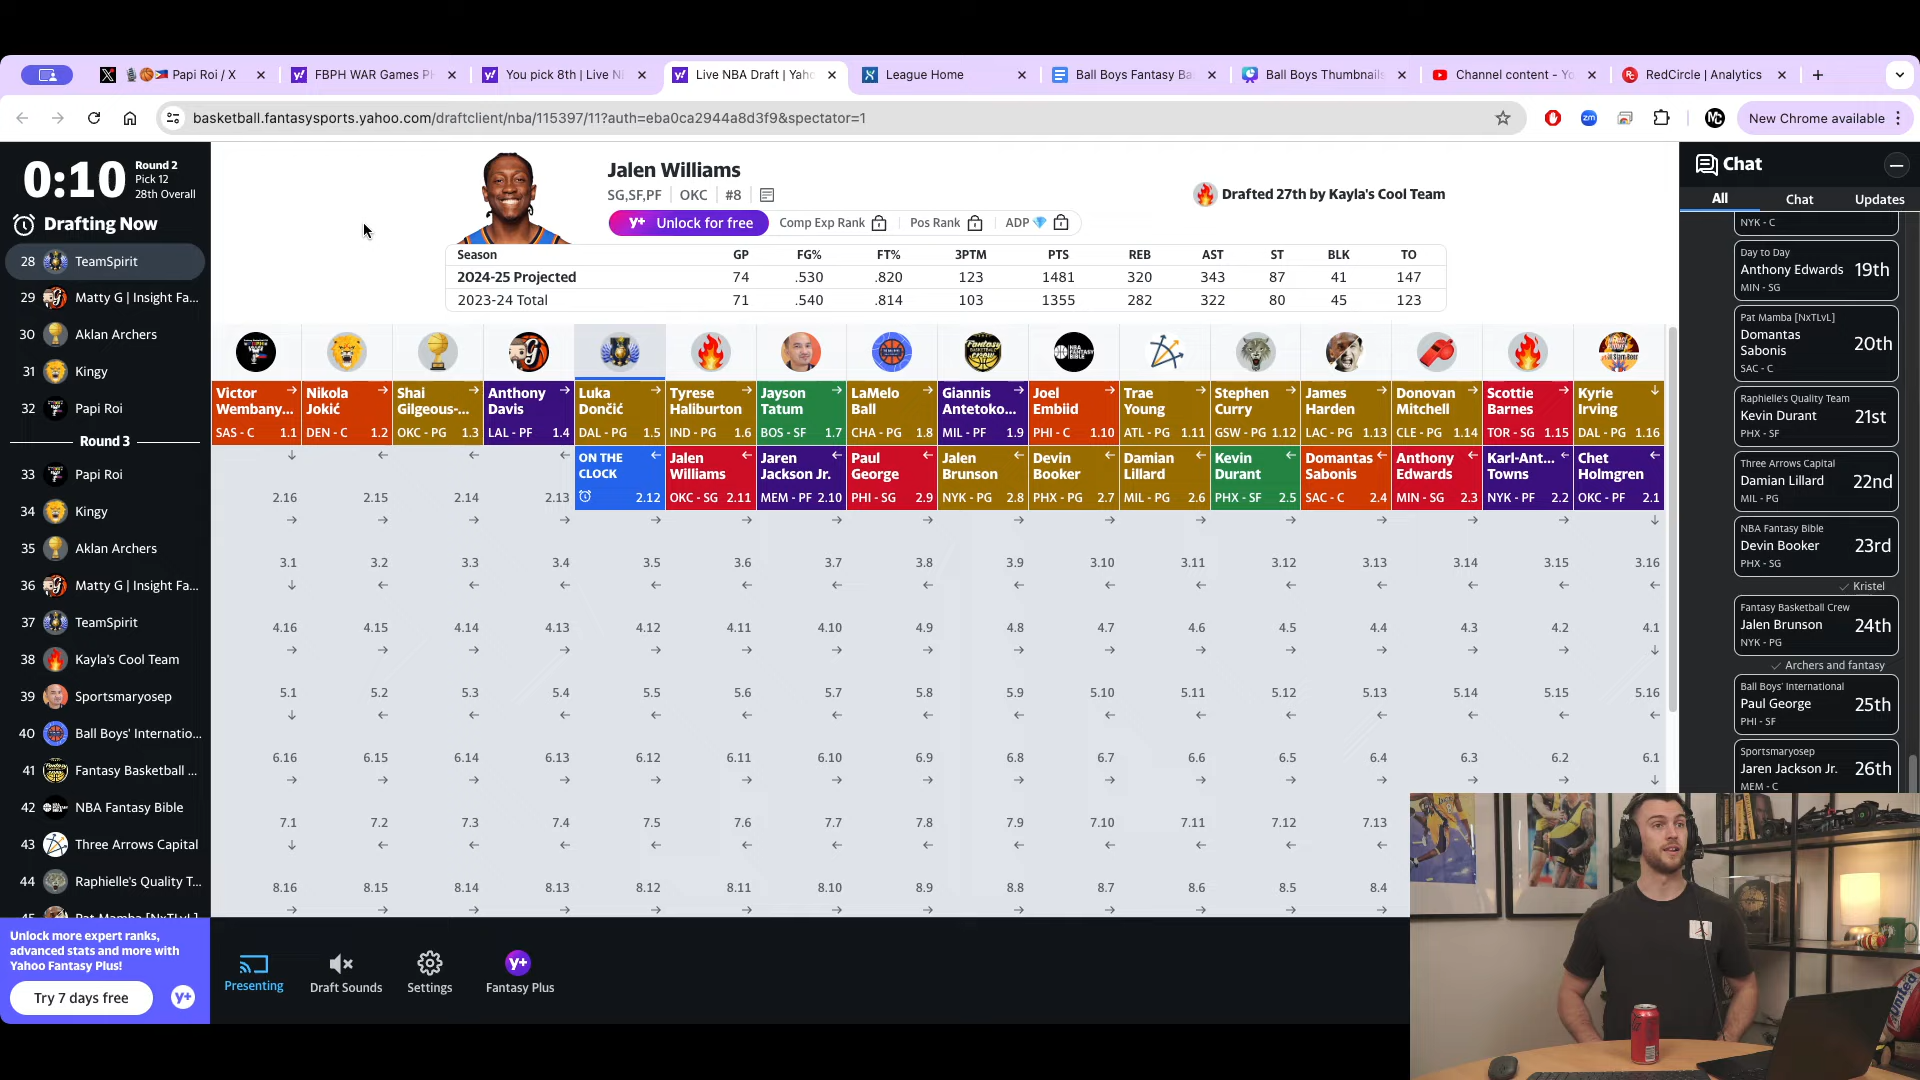 Papi Roi / X
FBPH WAR Games P
You pick 8th | Live N
Live NBA Draft | Yaho
League Home
Ball Boys Fantasy Ba
Ball Boys Thumbnails
Channel content - Yo
RedCircle | Analytics
basketball.fantasysports.yahoo.com/draftclient/nba/115397/11?auth=eba0ca2944a8d3f9&spectator=1
New Chrome available
0:10
Round 2
Pick 12
28th Overall
Drafting Now
28 TeamSpirit
29 Matty G | Insight Fa...
30 Aklan Archers
31 Kingy
32 Papi Roi
Round 3
33 Papi Roi
34 Kingy
35 Aklan Archers
36 Matty G | Insight Fa...
37 TeamSpirit
38 Kayla's Cool Team
39 Sportsmaryosep
40 Ball Boys' Internatio...
41 Fantasy Basketball ...
42 NBA Fantasy Bible
43 Three Arrows Capital
44 Raphielle's Quality T...
45 Pat Mamba [NxTLvL]
Unlock more expert ranks,
advanced stats and more with
Yahoo Fantasy Plus!
Try 7 days free
y+
Jalen Williams
SG,SF,PF OKC #8
y+ Unlock for free Comp Exp Rank Pos Rank ADP
Drafted 27th by Kayla's Cool Team
Season GP FG% FT% 3PTM PTS REB AST ST BLK TO
2024-25 Projected 74 .530 .820 123 1481 320 343 87 41 147
2023-24 Total 71 .540 .814 103 1355 282 322 80 45 123
Victor Wembany... SAS - C 1.1
Nikola Jokić DEN - C 1.2
Shai Gilgeous-... OKC - PG 1.3
Anthony Davis LAL - PF 1.4
Luka Dončić DAL - PG 1.5
Tyrese Haliburton IND - PG 1.6
Jayson Tatum BOS - SF 1.7
LaMelo Ball CHA - PG 1.8
Giannis Antetoko... MIL - PF 1.9
Joel Embiid PHI - C 1.10
Trae Young ATL - PG 1.11
Stephen Curry GSW - PG 1.12
James Harden LAC - PG 1.13
Donovan Mitchell CLE - PG 1.14
Scottie Barnes TOR - SG 1.15
Kyrie Irving DAL - PG 1.16
2.16 2.15 2.14 2.13
ON THE CLOCK 2.12
Jalen Williams OKC - SG 2.11
Jaren Jackson Jr. MEM - PF 2.10
Paul George PHI - SG 2.9
Jalen Brunson NYK - PG 2.8
Devin Booker PHX - PG 2.7
Damian Lillard MIL - PG 2.6
Kevin Durant PHX - SF 2.5
Domantas Sabonis SAC - C 2.4
Anthony Edwards MIN - SG 2.3
Karl-Ant... Towns NYK - PF 2.2
Chet Holmgren OKC - PF 2.1
3.1 3.2 3.3 3.4 3.5 3.6 3.7 3.8 3.9 3.10 3.11 3.12 3.13 3.14 3.15 3.16
4.16 4.15 4.14 4.13 4.12 4.11 4.10 4.9 4.8 4.7 4.6 4.5 4.4 4.3 4.2 4.1
5.1 5.2 5.3 5.4 5.5 5.6 5.7 5.8 5.9 5.10 5.11 5.12 5.13 5.14 5.15 5.16
6.16 6.15 6.14 6.13 6.12 6.11 6.10 6.9 6.8 6.7 6.6 6.5 6.4 6.3 6.2 6.1
7.1 7.2 7.3 7.4 7.5 7.6 7.7 7.8 7.9 7.10 7.11 7.12 7.13
8.16 8.15 8.14 8.13 8.12 8.11 8.10 8.9 8.8 8.7 8.6 8.5 8.4
Presenting
Draft Sounds
Settings
y+
Fantasy Plus
Chat
All Chat Updates
NYK - C
Day to Day
Anthony Edwards 19th
MIN - SG
Pat Mamba [NxTLvL]
Domantas
Sabonis 20th
SAC - C
Raphielle's Quality Team
Kevin Durant 21st
PHX - SF
Three Arrows Capital
Damian Lillard 22nd
MIL - PG
NBA Fantasy Bible
Devin Booker 23rd
PHX - SG
Kristel
Fantasy Basketball Crew
Jalen Brunson 24th
NYK - PG
Archers and fantasy
Ball Boys' International
Paul George 25th
PHI - SF
Sportsmaryosep
Jaren Jackson Jr. 26th
MEM - C